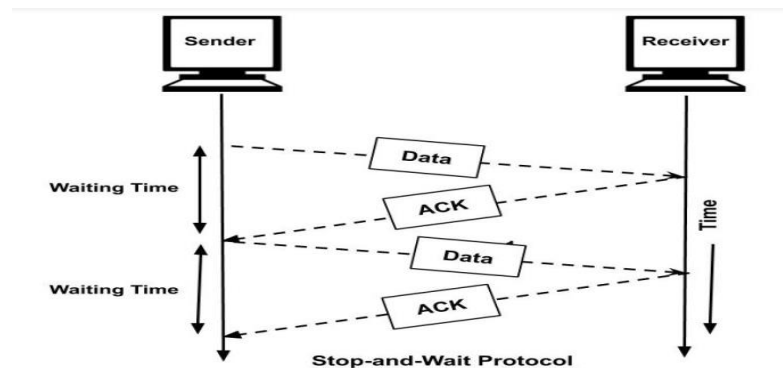 Sender
Receiver
Data
Waiting Time
ACK
Time
Data
Waiting Time
ACK
Stop-and-Wait Protocol